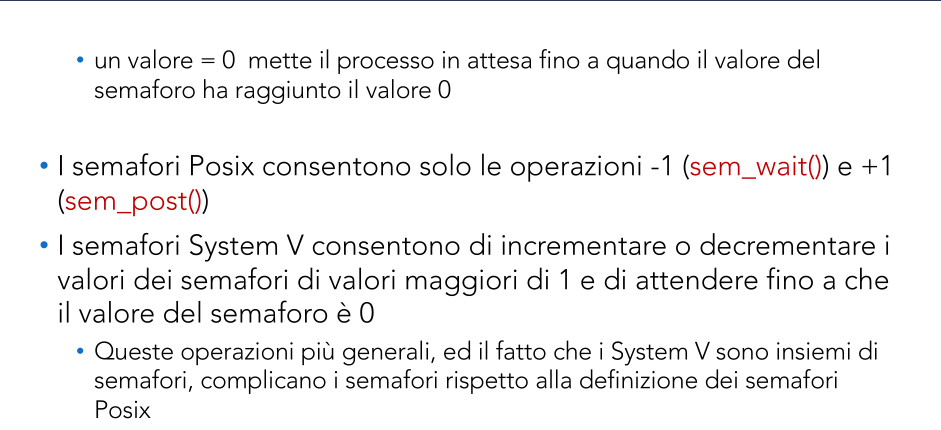 • un valore = 0 mette il processo in attesa fino a quando il valore del
semaforo ha raggiunto il valore 0
• I semafori Posix consentono solo le operazioni -1 (sem_wait()) e +1
(sem_post())
• I semafori System V consentono di incrementare o decrementare i
valori dei semafori di valori maggiori di 1 e di attendere fino a che
il valore del semaforo è 0
• Queste operazioni più generali, ed il fatto che i System V sono insiemi di
semafori, complicano i semafori rispetto alla definizione dei semafori
Posix